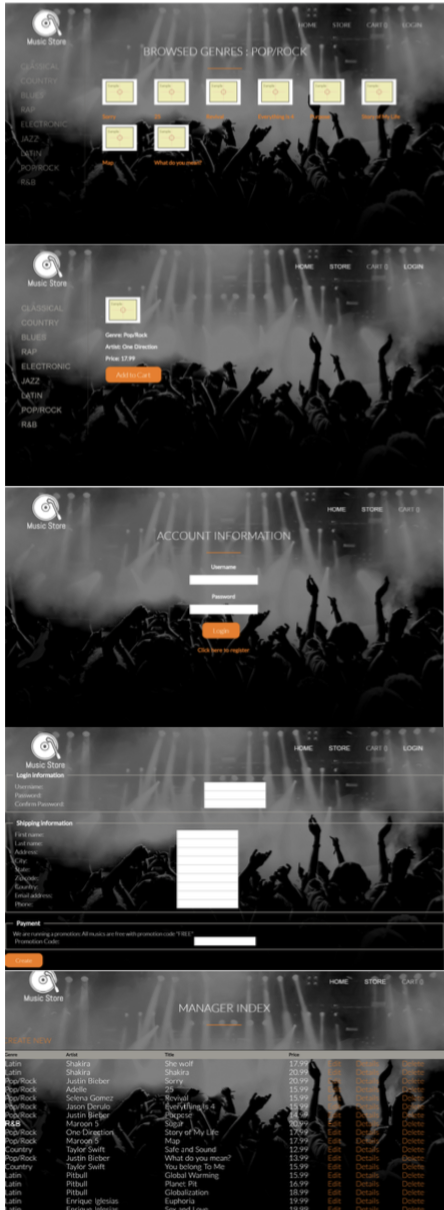 HOME STORE CART () LOGIN
Music Store
BROWSED GENRES : POP/ROCK
CLASSICAL
COUNTRY
BLUES
RAP
ELECTRONIC
JAZZ
LATIN
POP/ROCK
R&B
Sorry 25 Revival Everything Is 4 Purpose Story of My Life
Map What do you mean?
HOME STORE CART () LOGIN
Music Store
CLASSICAL
COUNTRY
BLUES
RAP
ELECTRONIC
JAZZ
LATIN
POP/ROCK
R&B
Genre: Pop/Rock
Artist: One Direction
Price: 17.99
Add to Cart
HOME STORE CART ()
Music Store
ACCOUNT INFORMATION
Username
Password
Login
Click here to register
HOME STORE CART () LOGIN
Music Store
Login Information
Username:
Password:
Confirm Password:
Shipping Information
First name:
Last name:
Address:
City:
State:
Zipcode:
Country:
Email address:
Phone:
Payment
We are running a promotion: All musics are free with promotion code "FREE"
Promotion Code:
Create
HOME STORE CART ()
Music Store
MANAGER INDEX
CREATE NEW
Genre Artist Title Price
Latin Shakira She wolf 17.99 Edit Details Delete
Latin Shakira Shakira 20.99 Edit Details Delete
Pop/Rock Justin Bieber Sorry 20.99 Edit Details Delete
Pop/Rock Adelle 25 15.99 Edit Details Delete
Pop/Rock Selena Gomez Revival 15.99 Edit Details Delete
Pop/Rock Jason Derulo Everything Is 4 15.99 Edit Details Delete
Pop/Rock Justin Bieber Purpose Edit Details Delete
R&B Maroon 5 Sugar 20.99 Edit Details Delete
Pop/Rock One Direction Story of My Life 17.99 Edit Details Delete
Pop/Rock Maroon 5 Map 17.99 Edit Details Delete
Country Taylor Swift Safe and Sound 12.99 Edit Details Delete
Pop/Rock Justin Bieber What do you mean? 13.99 Edit Details Delete
Country Taylor Swift You belong To Me 15.99 Edit Details Delete
Latin Pitbull Global Warming 15.99 Edit Details Delete
Latin Pitbull Planet Pit 16.99 Edit Details Delete
Latin Pitbull Globalization 18.99 Edit Details Delete
Latin Enrique Iglesias Euphoria 19.99 Edit Details Delete
Latin Enrique Iglesias Sex and Love 19.99 Edit Details Delete